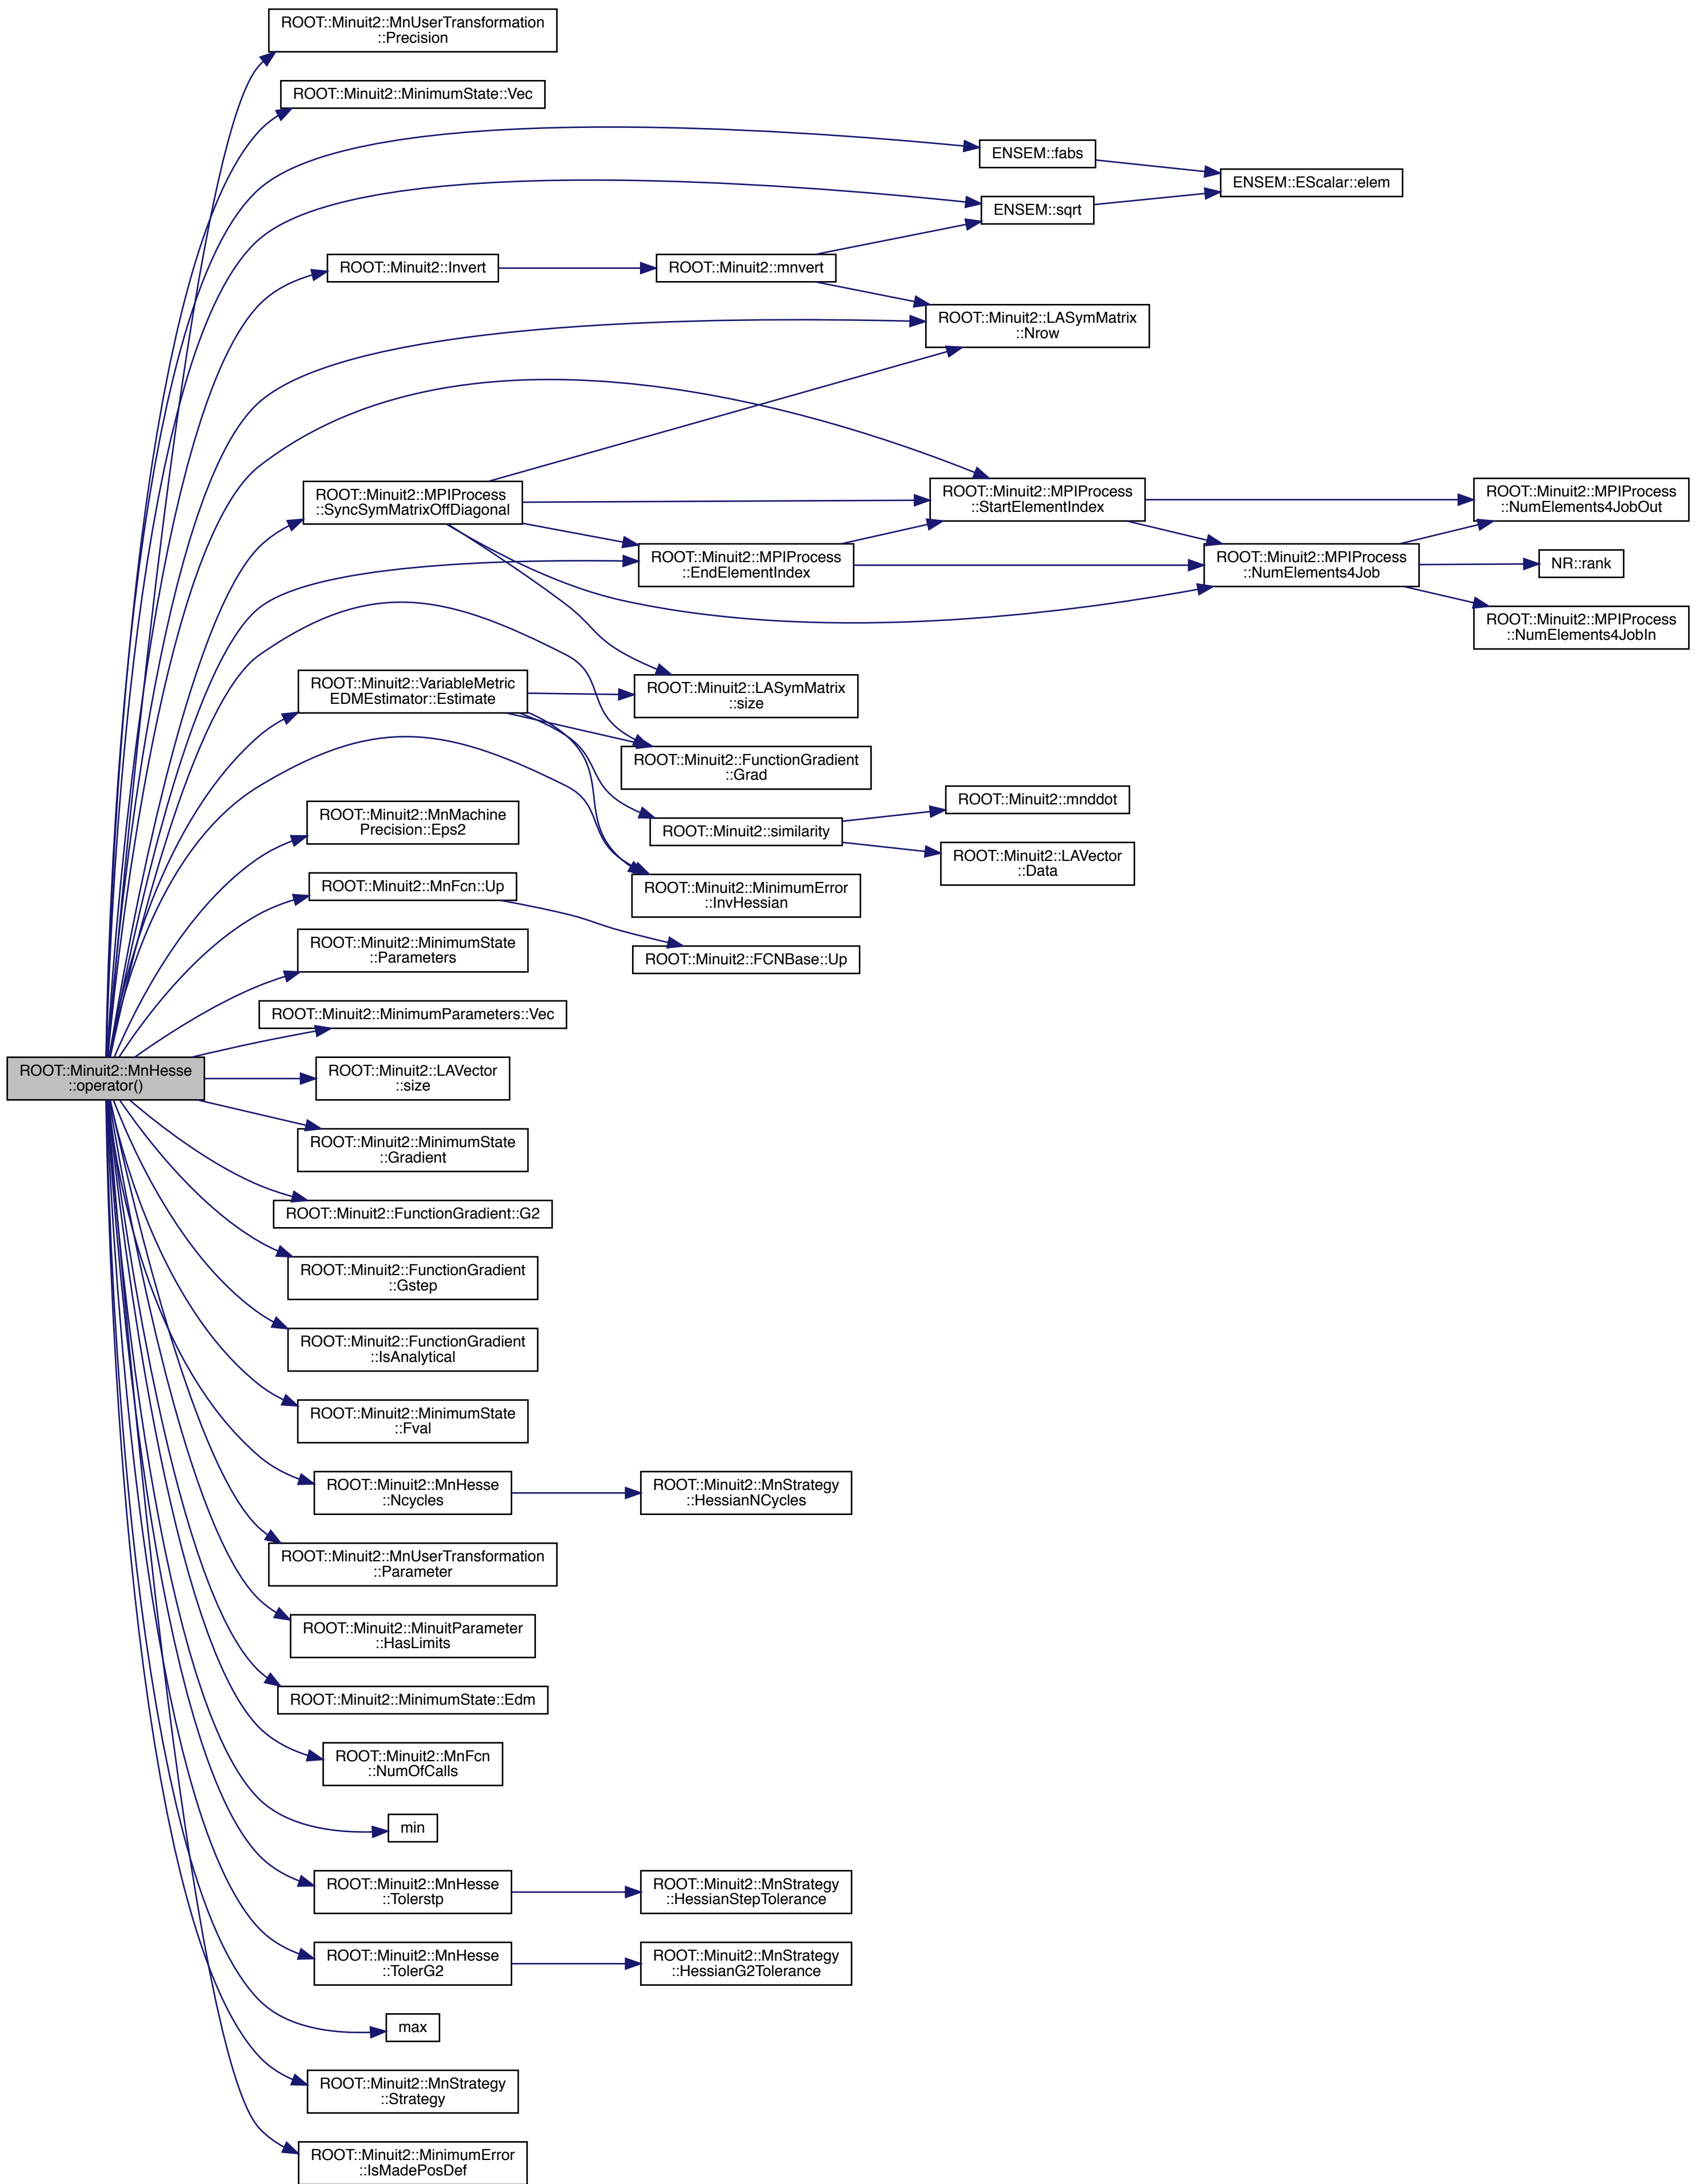 ROOT::Minuit2::MnUserTransformation
::Precision
ROOT::Minuit2::MinimumState::Vec
ENSEM::fabs
ENSEM::EScalar::elem
ENSEM::sqrt
ROOT::Minuit2::Invert
ROOT::Minuit2::mnvert
ROOT::Minuit2::LASymMatrix
::Nrow
ROOT::Minuit2::MPIProcess
::SyncSymMatrixOffDiagonal
ROOT::Minuit2::MPIProcess
::StartElementIndex
ROOT::Minuit2::MPIProcess
::NumElements4JobOut
ROOT::Minuit2::MPIProcess
::EndElementIndex
ROOT::Minuit2::MPIProcess
::NumElements4Job
NR::rank
ROOT::Minuit2::MPIProcess
::NumElements4JobIn
ROOT::Minuit2::VariableMetric
EDMEstimator::Estimate
ROOT::Minuit2::LASymMatrix
::size
ROOT::Minuit2::FunctionGradient
::Grad
ROOT::Minuit2::MnMachine
Precision::Eps2
ROOT::Minuit2::similarity
ROOT::Minuit2::mnddot
ROOT::Minuit2::LAVector
::Data
ROOT::Minuit2::MnFcn::Up
ROOT::Minuit2::MinimumError
::InvHessian
ROOT::Minuit2::MinimumState
::Parameters
ROOT::Minuit2::FCNBase::Up
ROOT::Minuit2::MinimumParameters::Vec
ROOT::Minuit2::MnHesse
::operator()
ROOT::Minuit2::LAVector
::size
ROOT::Minuit2::MinimumState
::Gradient
ROOT::Minuit2::FunctionGradient::G2
ROOT::Minuit2::FunctionGradient
::Gstep
ROOT::Minuit2::FunctionGradient
::IsAnalytical
ROOT::Minuit2::MinimumState
::Fval
ROOT::Minuit2::MnHesse
::Ncycles
ROOT::Minuit2::MnStrategy
::HessianNCycles
ROOT::Minuit2::MnUserTransformation
::Parameter
ROOT::Minuit2::MinuitParameter
::HasLimits
ROOT::Minuit2::MinimumState::Edm
ROOT::Minuit2::MnFcn
::NumOfCalls
min
ROOT::Minuit2::MnHesse
::Tolerstp
ROOT::Minuit2::MnStrategy
::HessianStepTolerance
ROOT::Minuit2::MnHesse
::TolerG2
ROOT::Minuit2::MnStrategy
::HessianG2Tolerance
max
ROOT::Minuit2::MnStrategy
::Strategy
ROOT::Minuit2::MinimumError
::IsMadePosDef